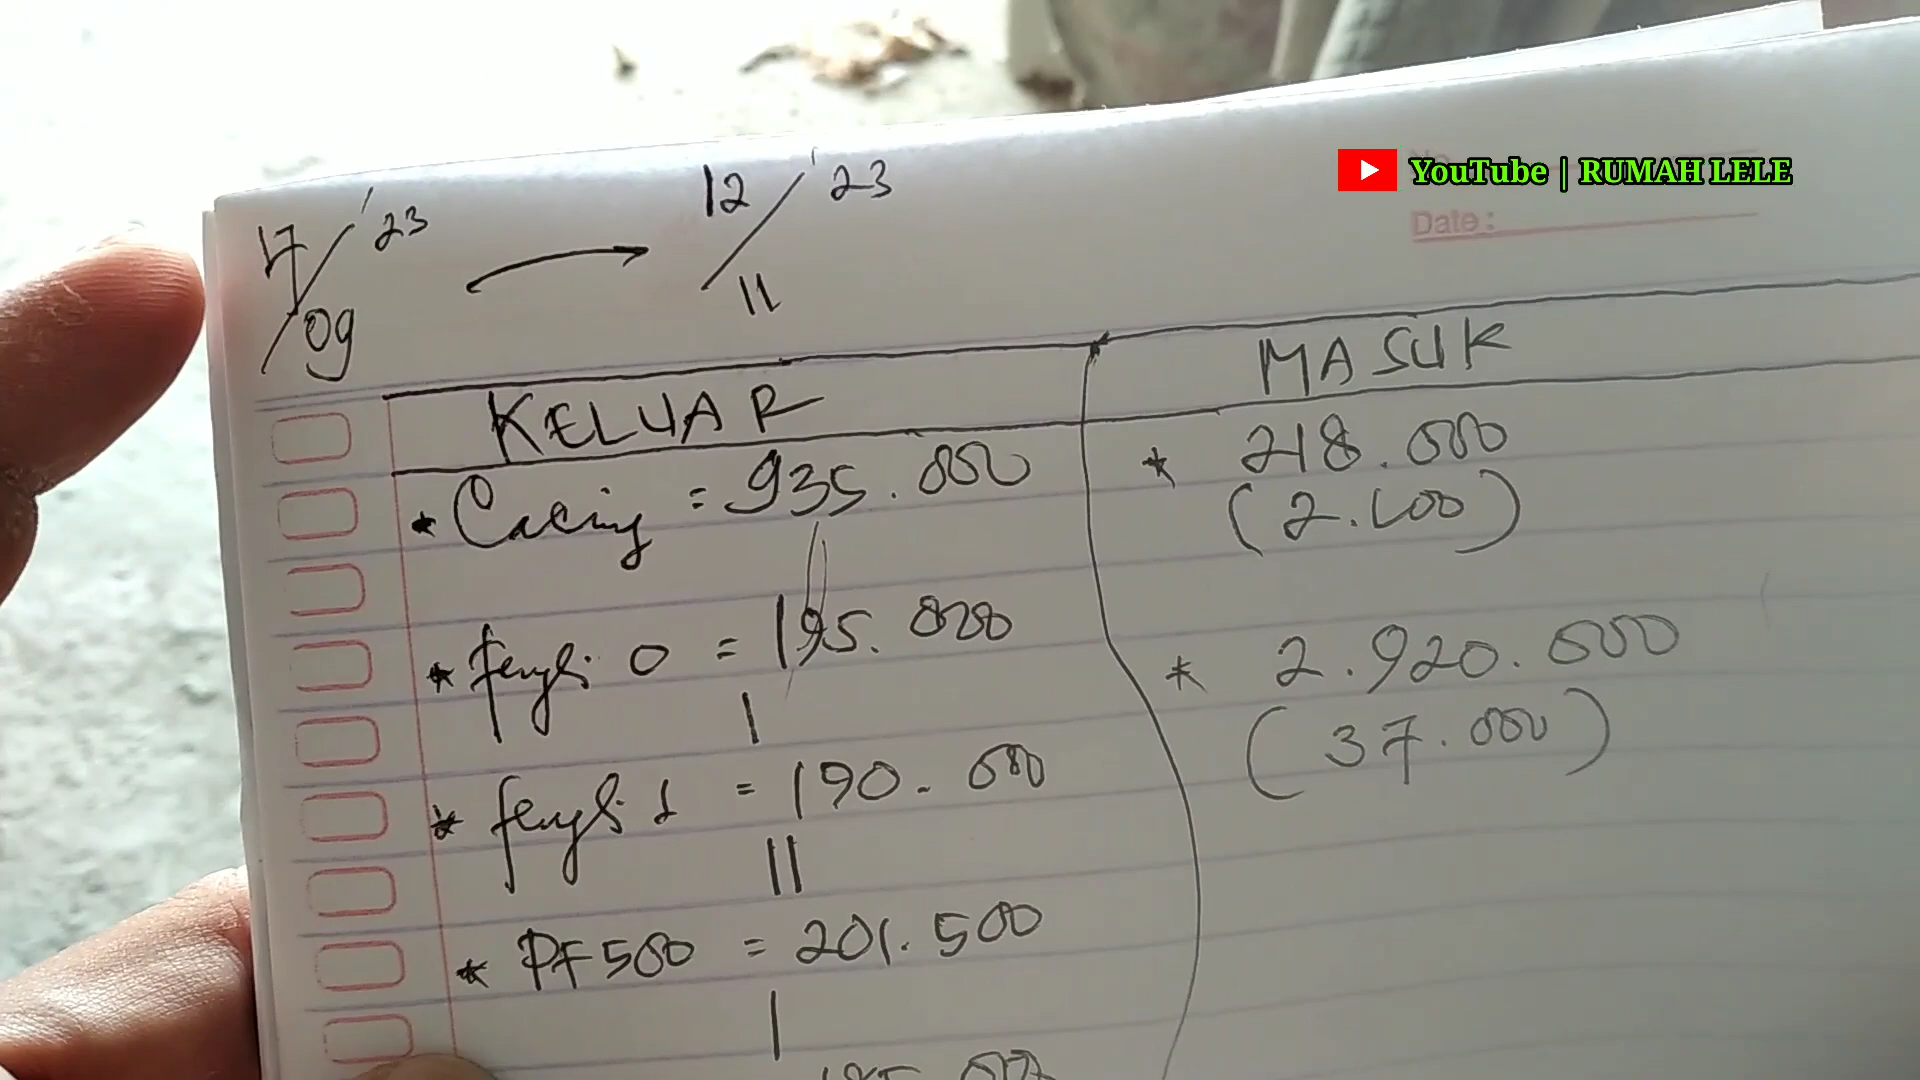 YouTube | RUMAH LELE
Date :
17/09 '23 → 12/11 '23
KELUAR
* Cacing = 935.000
* fengli 0 = 195.000
|
* fengli 1 = 190.000
||
* PF500 = 201.500
|
MASUK
* 218.000
(2.100)
* 2.920.000
(37.000)